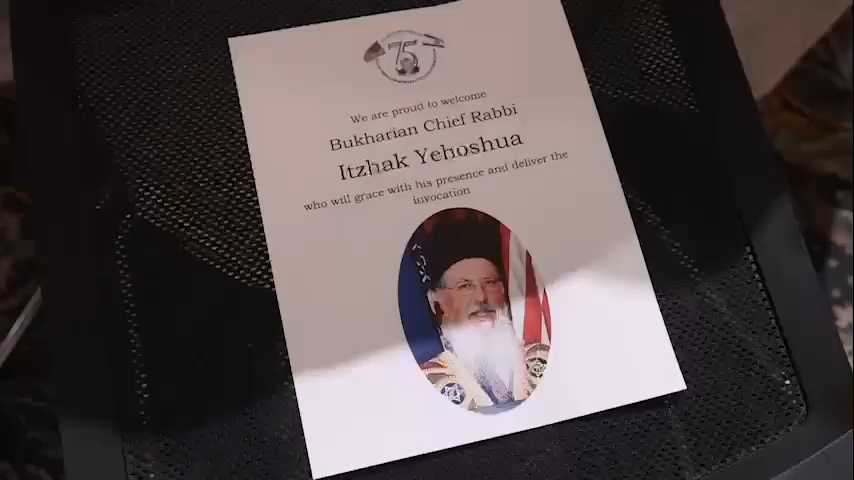 75
We are proud to welcome
Bukharian Chief Rabbi
Itzhak Yehoshua
who will grace with his presence and deliver the
invocation